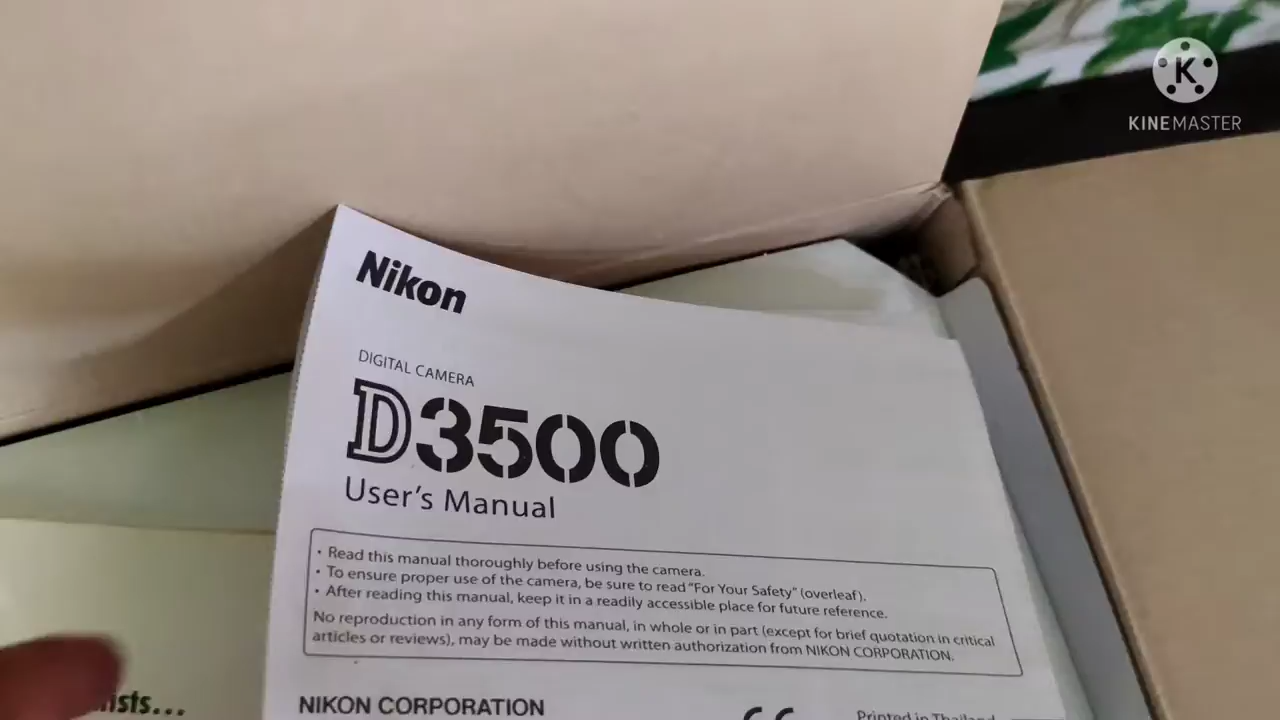 K
KINEMASTER
Nikon
DIGITAL CAMERA
D3500
User's Manual
• Read this manual thoroughly before using the camera.
• To ensure proper use of the camera, be sure to read "For Your Safety" (overleaf).
• After reading this manual, keep it in a readily accessible place for future reference.
No reproduction in any form of this manual, in whole or in part (except for brief quotation in critical
articles or reviews), may be made without written authorization from NIKON CORPORATION.
NIKON CORPORATION
Printed in Thailand